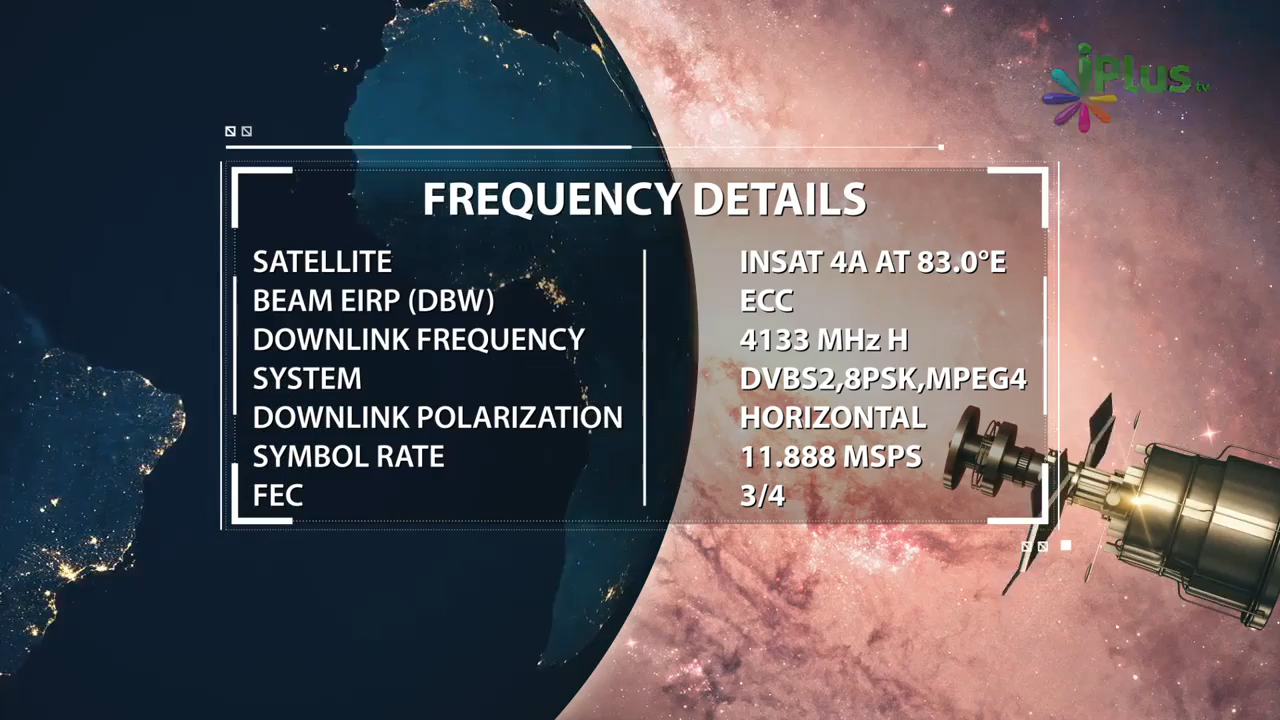 iPlus tv
FREQUENCY DETAILS
SATELLITE INSAT 4A AT 83.0°E
BEAM EIRP (DBW) ECC
DOWNLINK FREQUENCY 4133 MHz H
SYSTEM DVBS2,8PSK,MPEG4
DOWNLINK POLARIZATION HORIZONTAL
SYMBOL RATE 11.888 MSPS
FEC 3/4